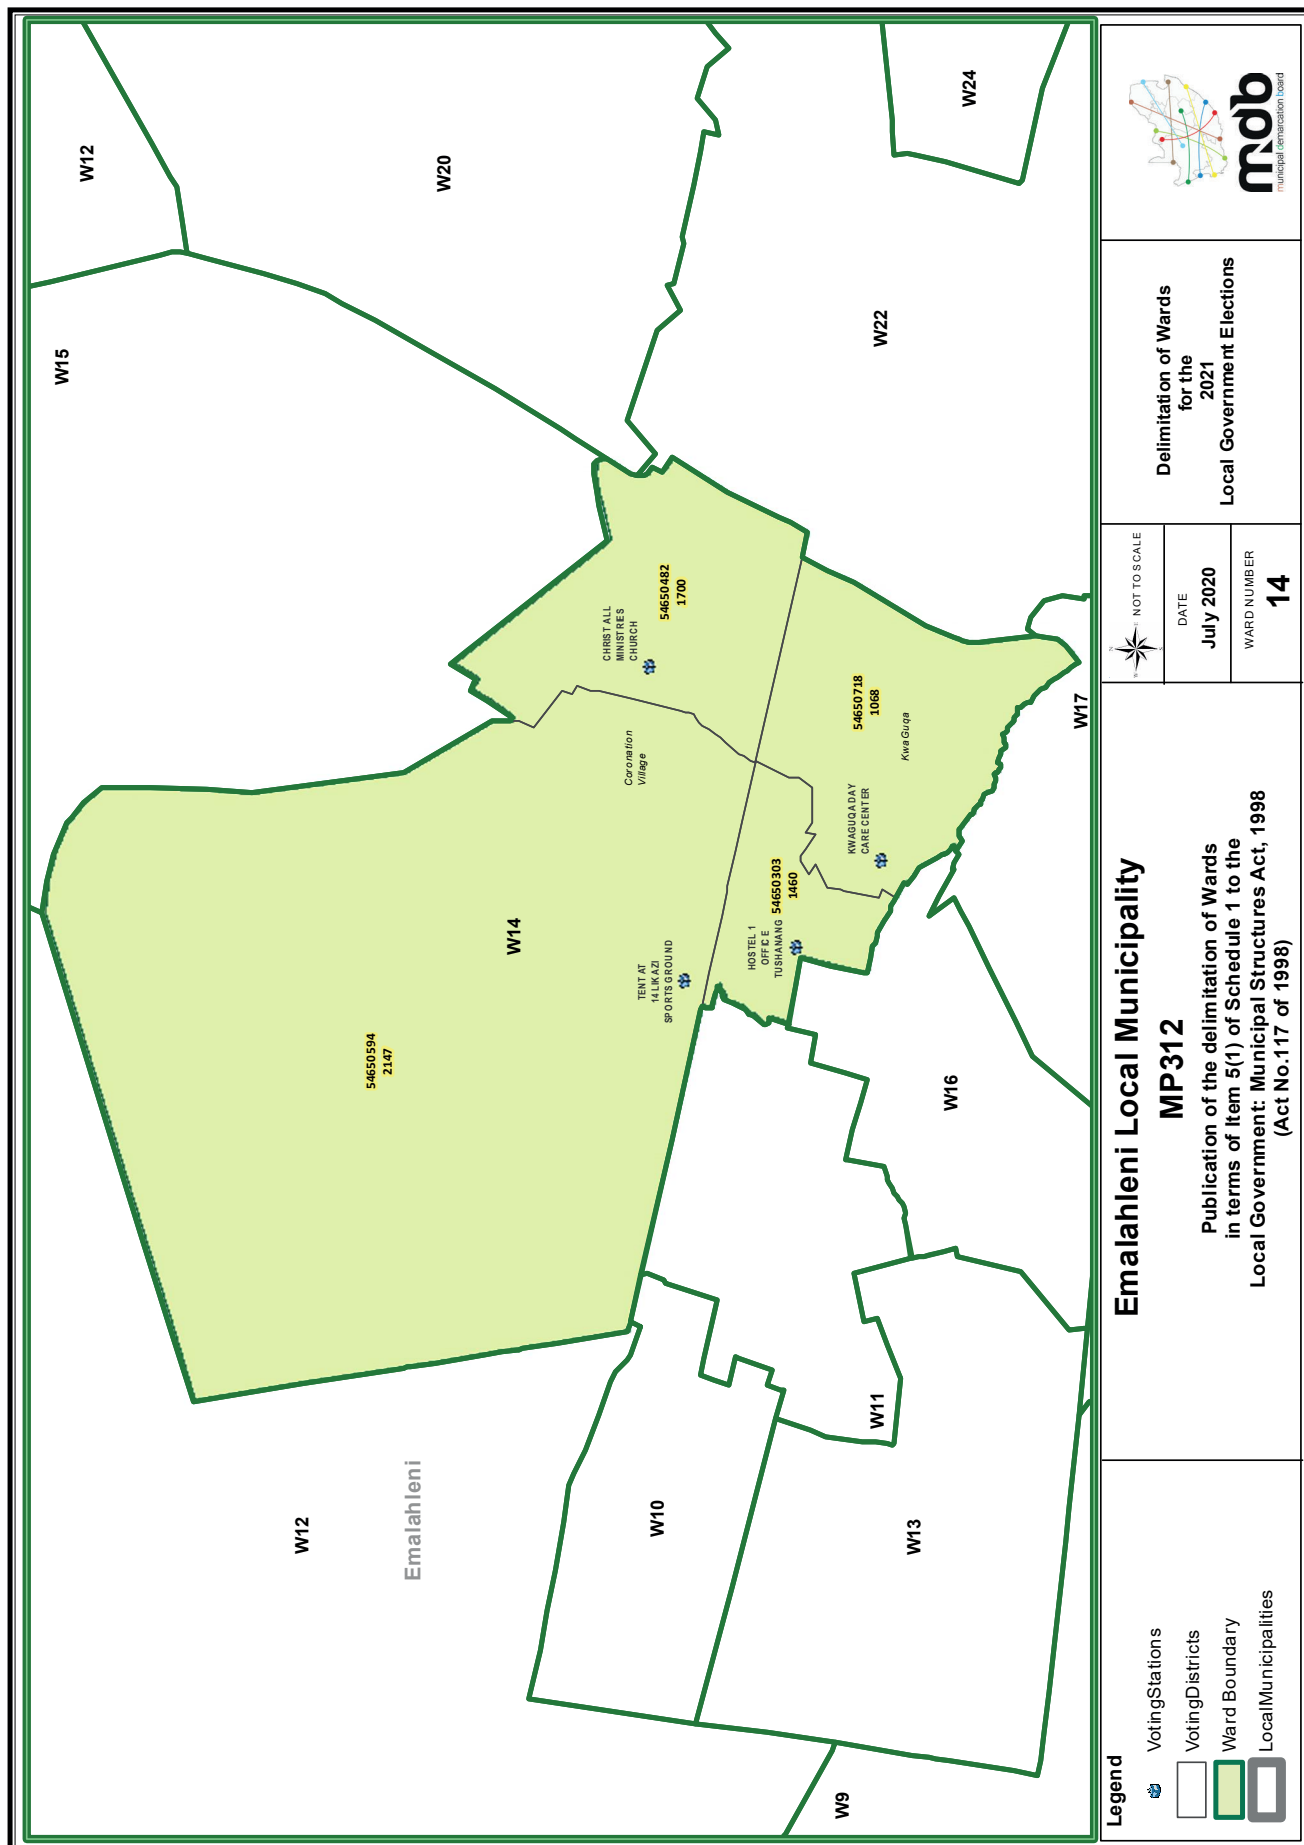 W12
W15
W20
W24
W22
W14
W12
Emalahleni
W10
W11
W13
W16
W17
W9
54650594
2147
TENT AT
14 LIKAZI
SPORTS GROUND
Coronation
Village
CHRIST ALL
MINISTRIES
CHURCH
54650482
1700
HOSTEL 1
OFFICE
TUSHANANG
54650303
1460
KWAGUQA DAY
CARE CENTER
54650718
1068
KwaGuqa
Legend
VotingStations
VotingDistricts
Ward Boundary
LocalMunicipalities
Emalahleni Local Municipality
MP312
Publication of the delimitation of Wards
in terms of Item 5(1) of Schedule 1 to the
Local Government: Municipal Structures Act, 1998
(Act No.117 of 1998)
N
W
E
NOT TO SCALE
DATE
July 2020
WARD NUMBER
14
Delimitation of Wards
for the
2021
Local Government Elections
mdb
municipal demarcation board